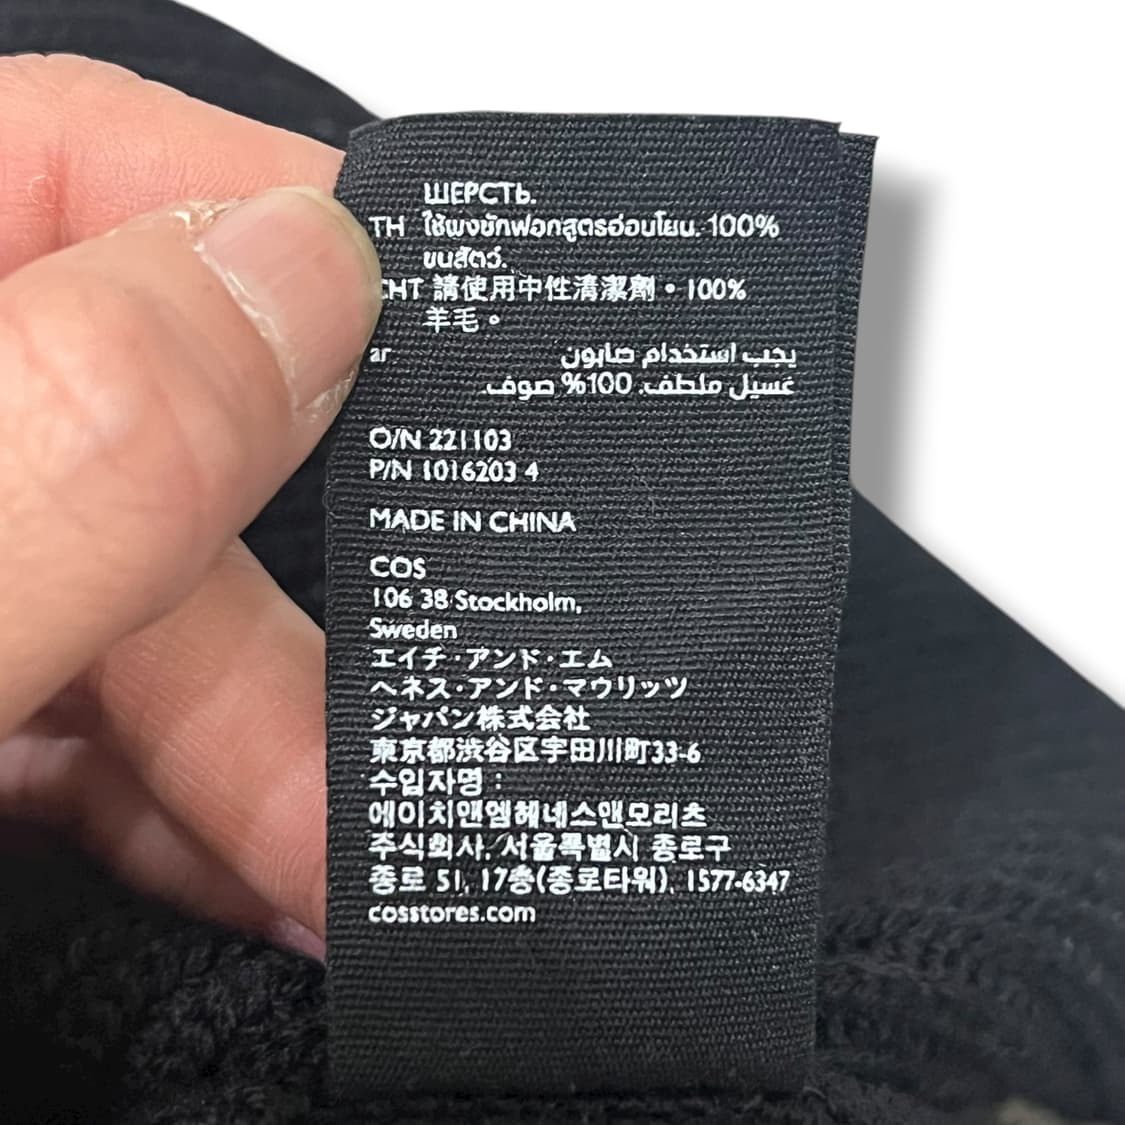 ШЕРСТЬ.
TH ใช้ผงซักฟอกสูตรอ่อนโยน. 100%
ขนสัตว์.
CHT 請使用中性清潔劑。100%
羊毛。
ar يجب استخدام صابون
غسيل ملطف. 100% صوف.
O/N 221103
P/N 1016203 4
MADE IN CHINA
COS
106 38 Stockholm,
Sweden
エイチ・アンド・エム
ヘネス・アンド・マウリッツ
ジャパン株式会社
東京都渋谷区宇田川町33-6
수입자명 :
에이치앤엠헤네스앤모리츠
주식회사, 서울특별시 종로구
종로 51, 17층(종로타워), 1577-6347
cosstores.com